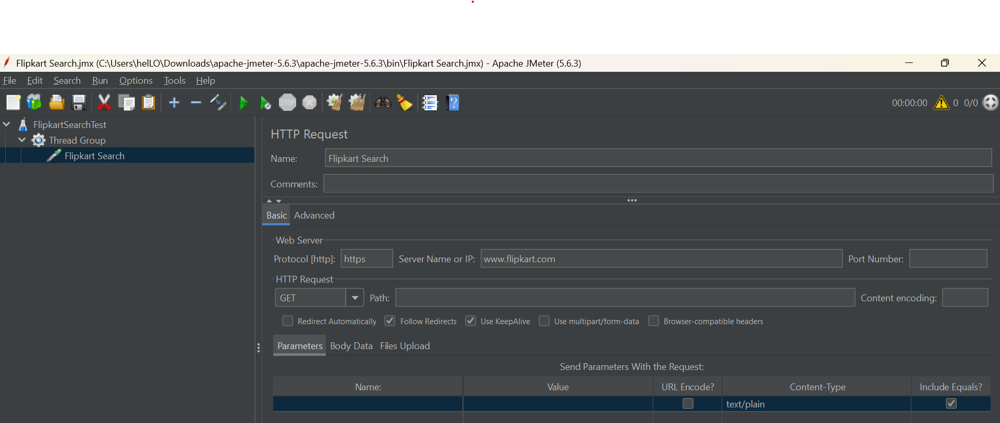 Flipkart Search.jmx (C:\Users\helLO\Downloads\apache-jmeter-5.6.3\apache-jmeter-5.6.3\bin\Flipkart Search.jmx) - Apache JMeter (5.6.3)
File Edit Search Run Options Tools Help
STOP
00:00:00 0 0/0
FlipkartSearchTest
Thread Group
Flipkart Search
HTTP Request
Name: Flipkart Search
Comments:
Basic Advanced
Web Server
Protocol [http]: https Server Name or IP: www.flipkart.com Port Number:
HTTP Request
GET Path: Content encoding:
Redirect Automatically Follow Redirects Use KeepAlive Use multipart/form-data Browser-compatible headers
Parameters Body Data Files Upload
Send Parameters With the Request:
Name: Value URL Encode? Content-Type Include Equals?
text/plain